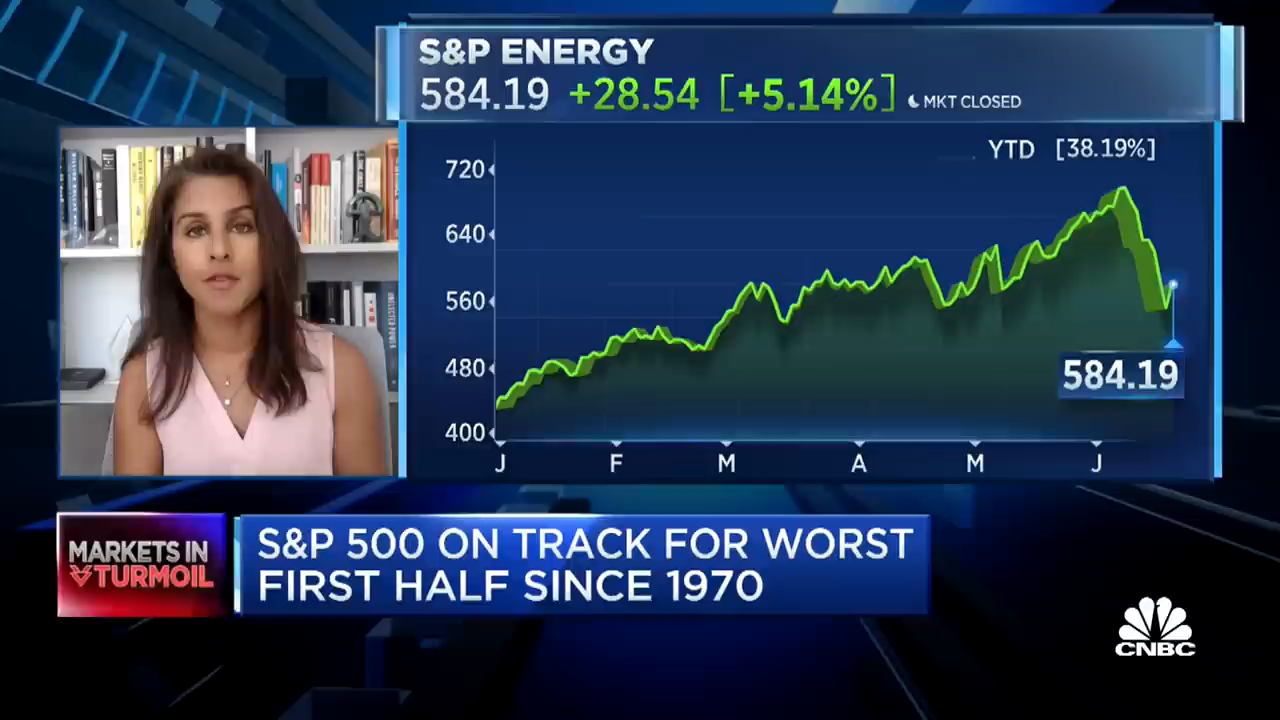 S&P ENERGY
584.19 +28.54 [+5.14%] MKT CLOSED
YTD [38.19%]
720
640
560
480
400
584.19
J F M A M J
MARKETS IN
TURMOIL
S&P 500 ON TRACK FOR WORST
FIRST HALF SINCE 1970
CNBC